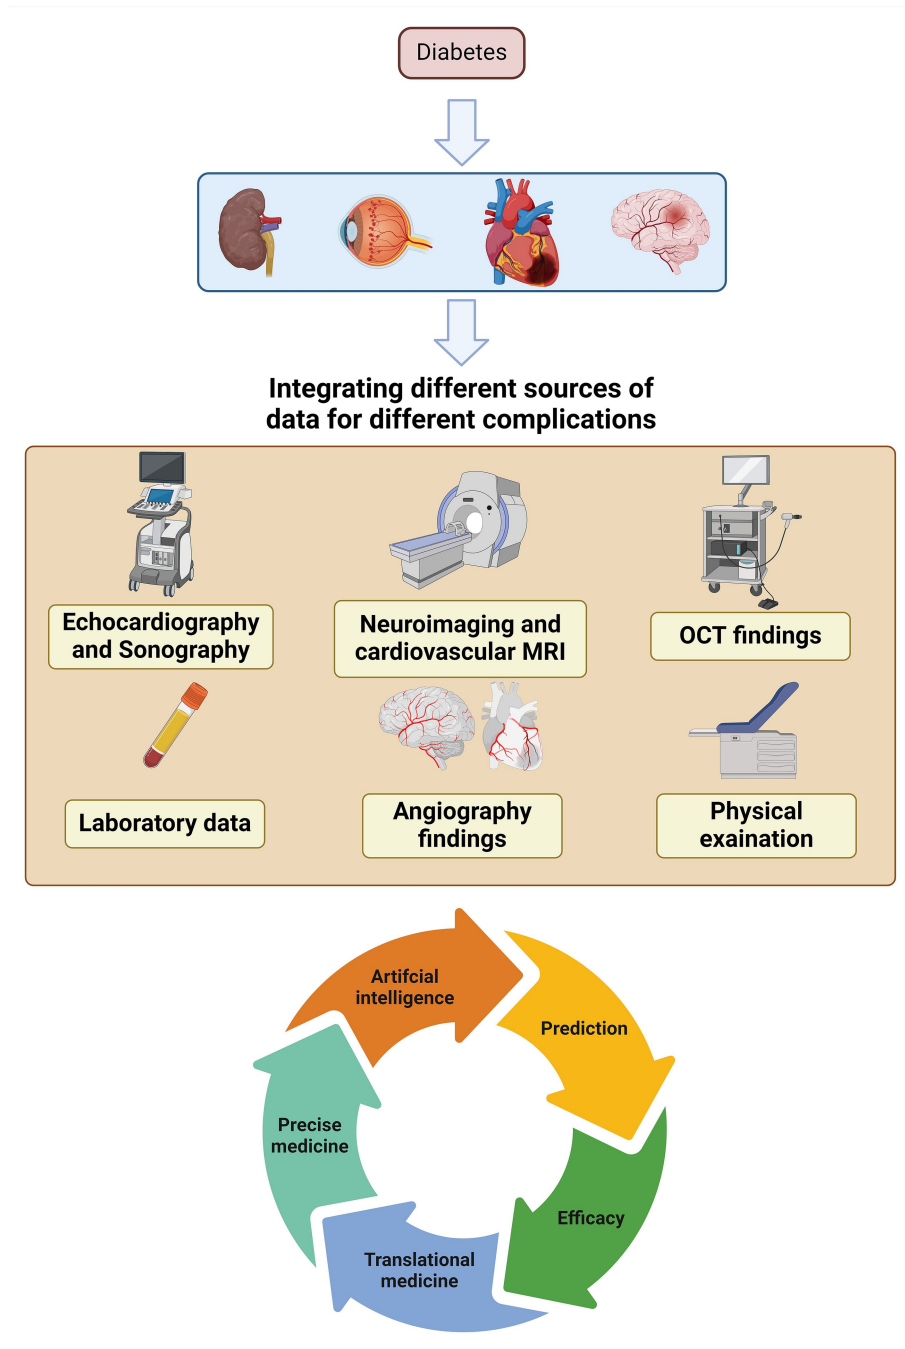 Diabetes
Integrating different sources of
data for different complications
Echocardiography
and Sonography
Neuroimaging and
cardiovascular MRI
OCT findings
Laboratory data
Angiography
findings
Physical
exaination
Artifcial
intelligence
Prediction
Efficacy
Translational
medicine
Precise
medicine